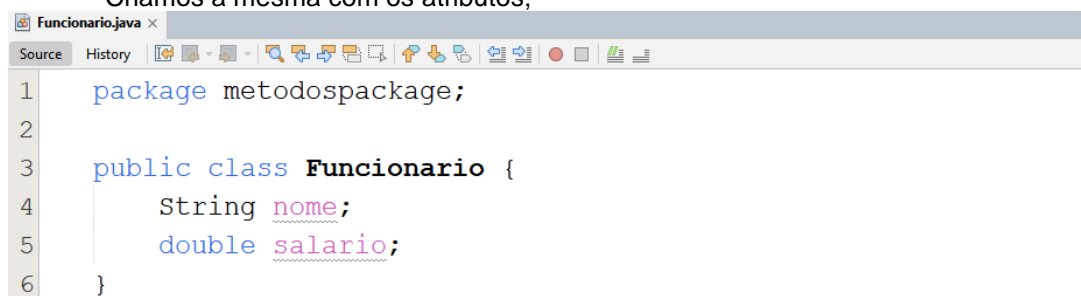 Criamos a mesma com os atributos;
Funcionario.java ×
Source History
1 package metodospackage;
2
3 public class Funcionario {
4 String nome;
5 double salario;
6 }